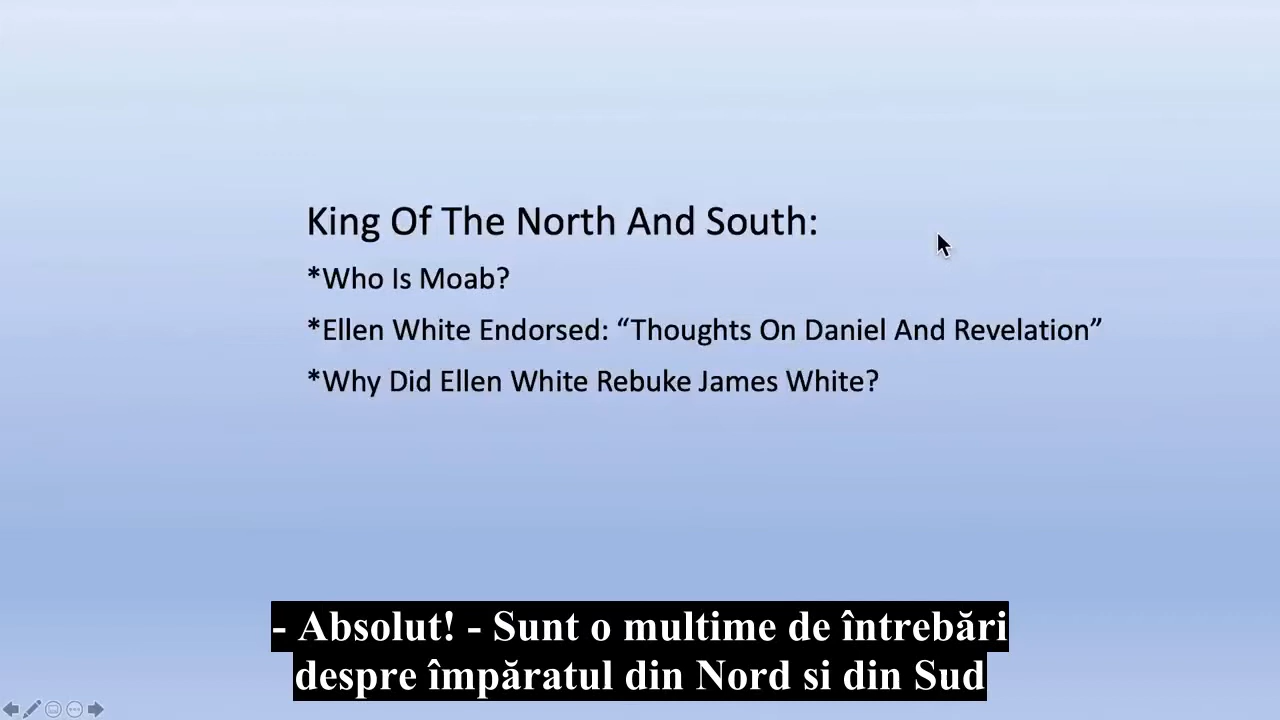 King Of The North And South:
*Who Is Moab?
*Ellen White Endorsed: “Thoughts On Daniel And Revelation”
*Why Did Ellen White Rebuke James White?
- Absolut! - Sunt o multime de întrebări
despre împăratul din Nord si din Sud